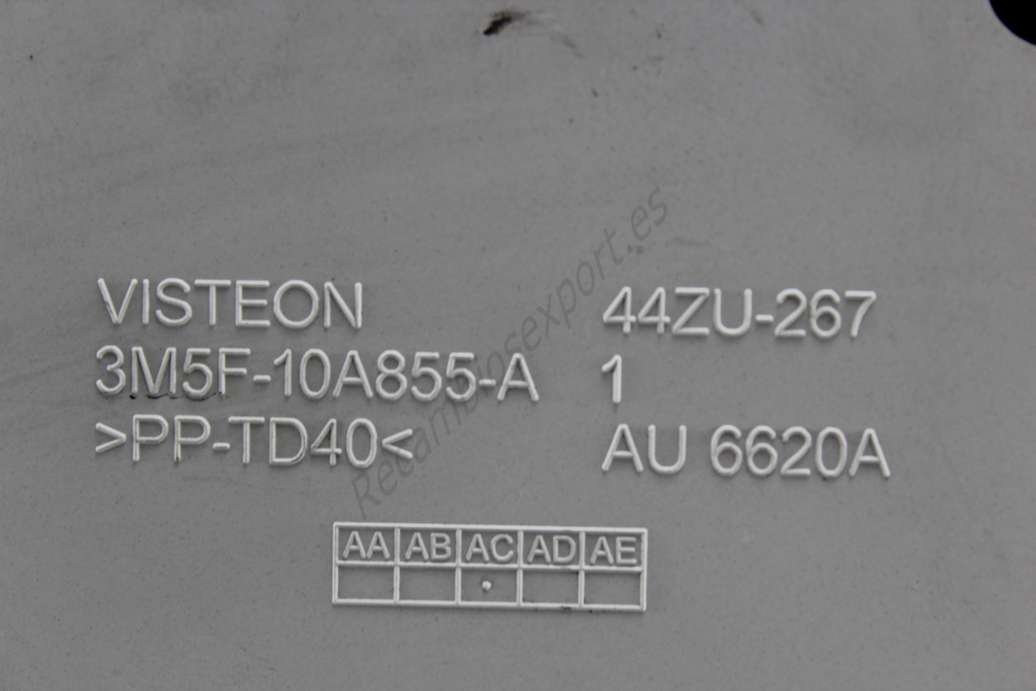 VISTEON
3M5F-10A855-A
>PP-TD40<
44ZU-267
1
AU 6620A
AA AB AC AD AE
Recambiosexport.es